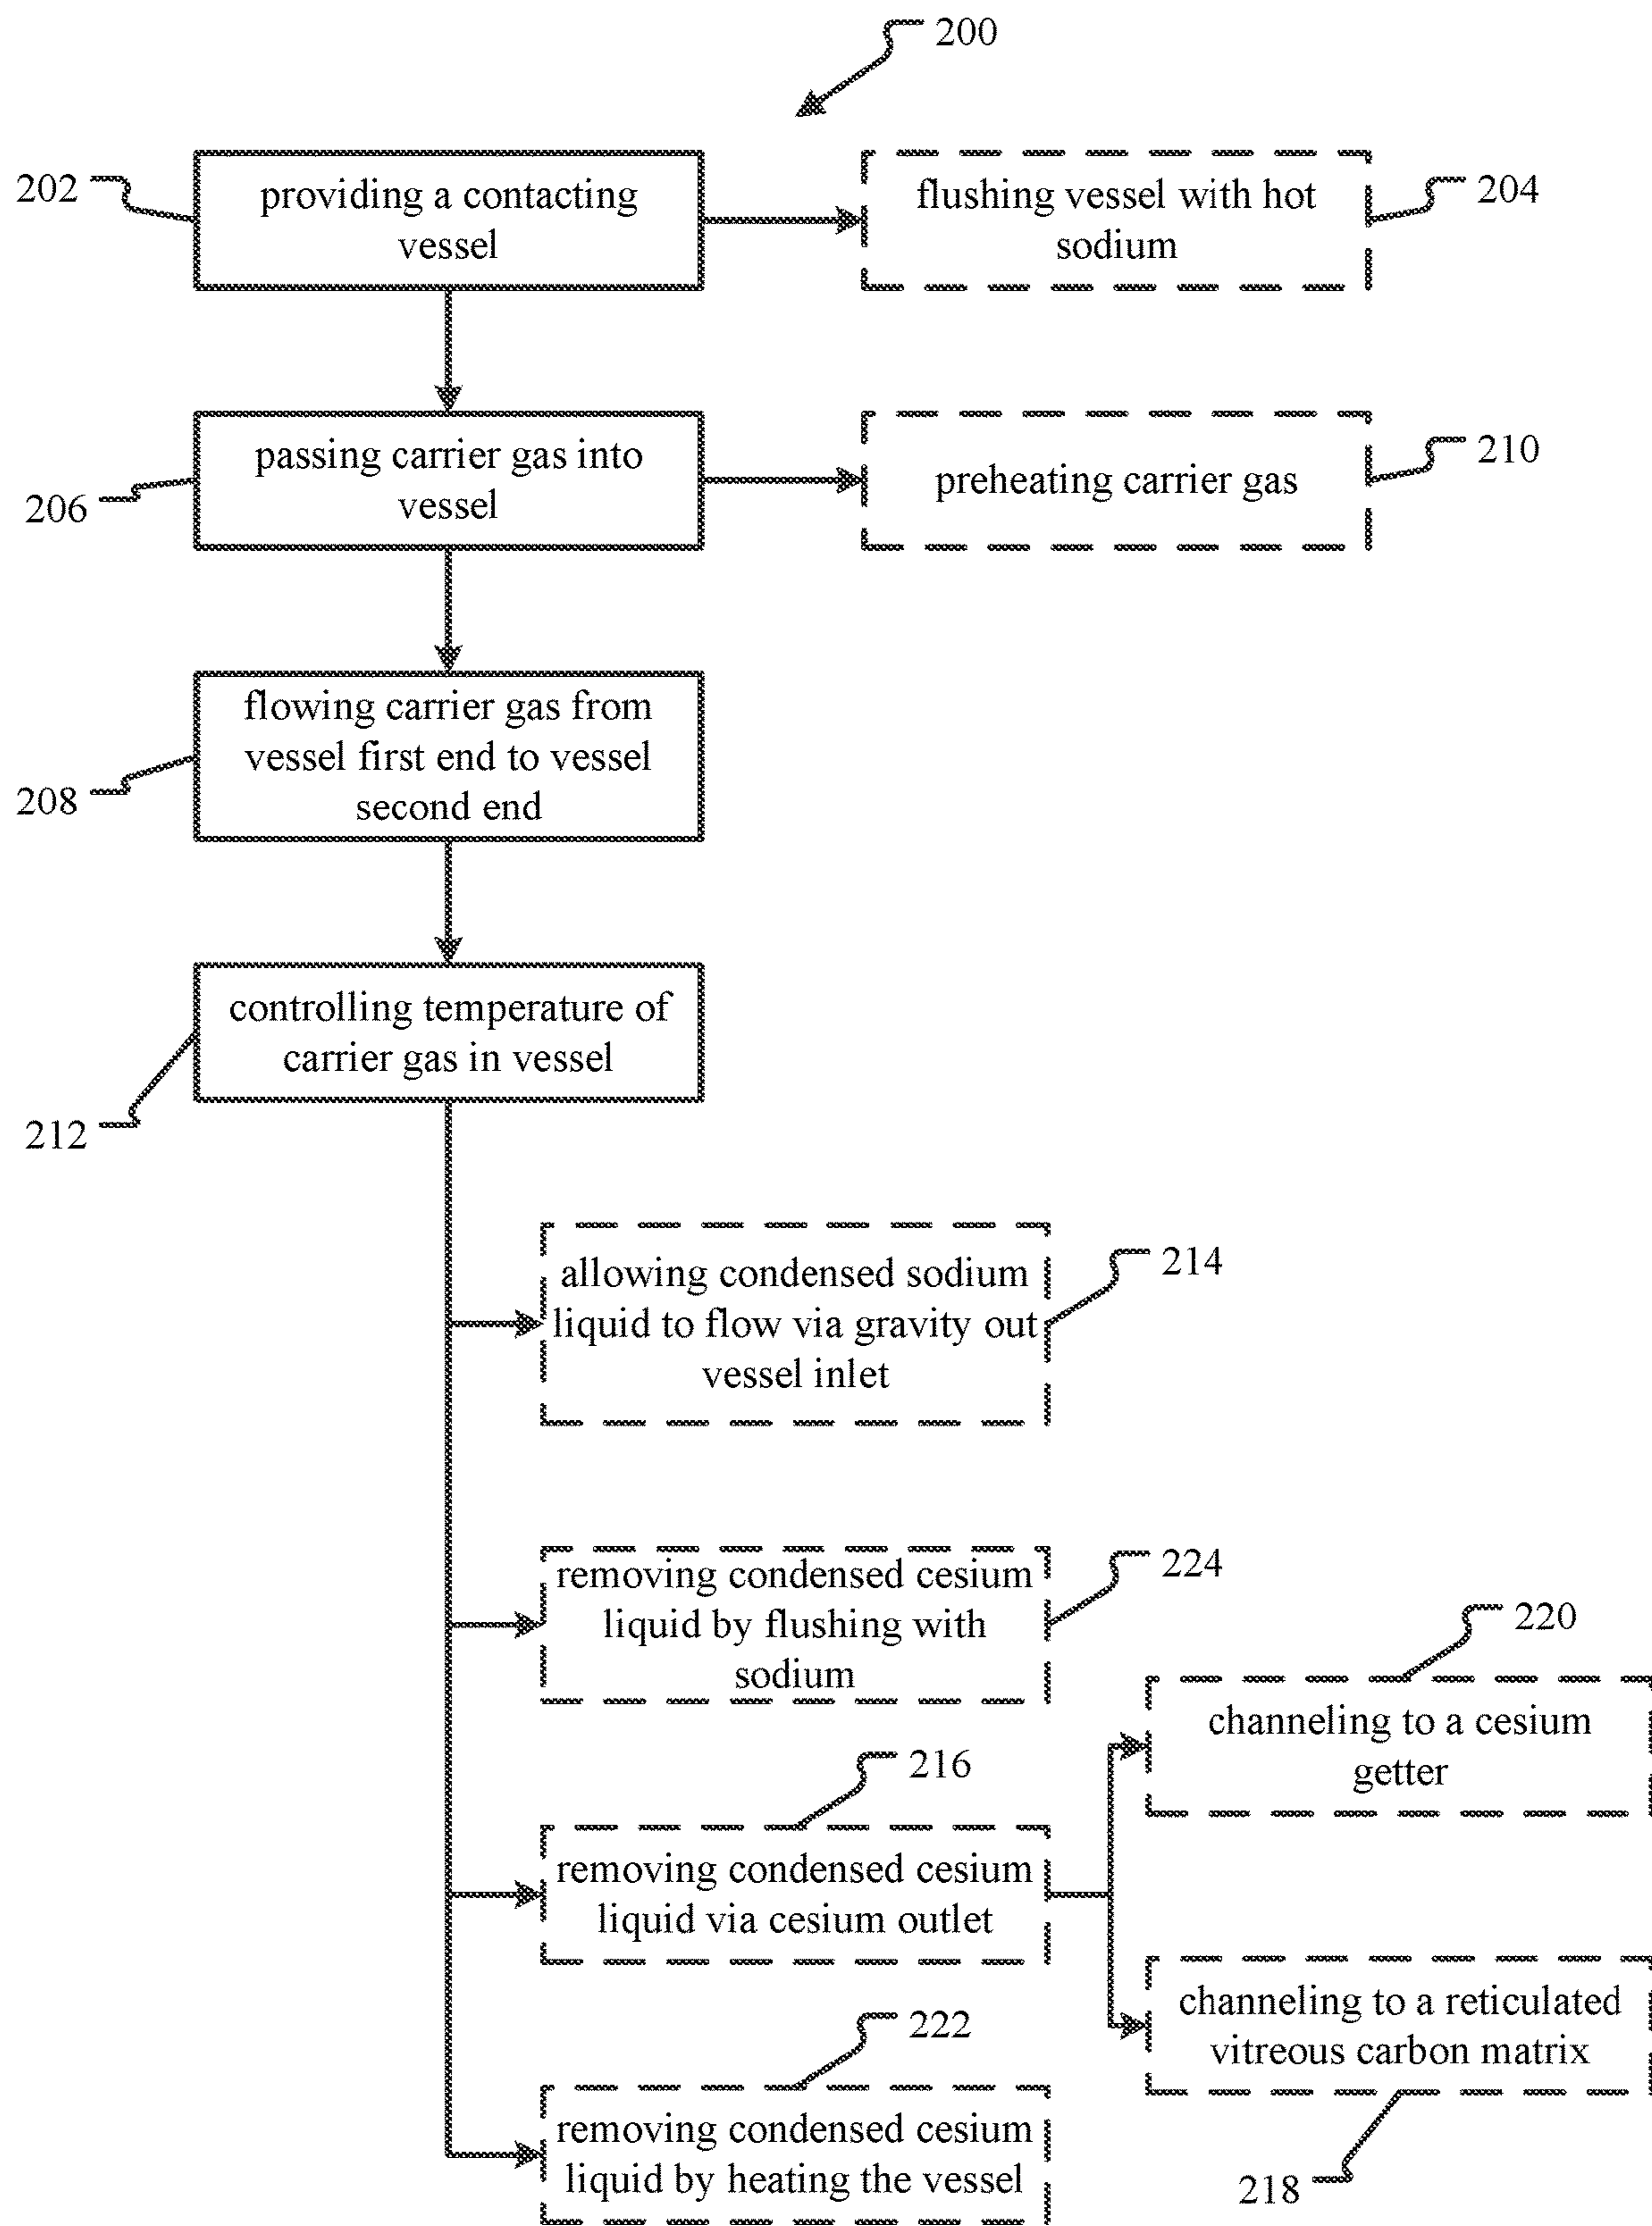 200
202
providing a contacting
vessel
flushing vessel with hot
sodium
204
206
passing carrier gas into
vessel
preheating carrier gas
210
208
flowing carrier gas from
vessel first end to vessel
second end
212
controlling temperature of
carrier gas in vessel
allowing condensed sodium
liquid to flow via gravity out
vessel inlet
214
removing condensed cesium
liquid by flushing with
sodium
224
220
channeling to a cesium
getter
216
removing condensed cesium
liquid via cesium outlet
channeling to a reticulated
vitreous carbon matrix
218
222
removing condensed cesium
liquid by heating the vessel